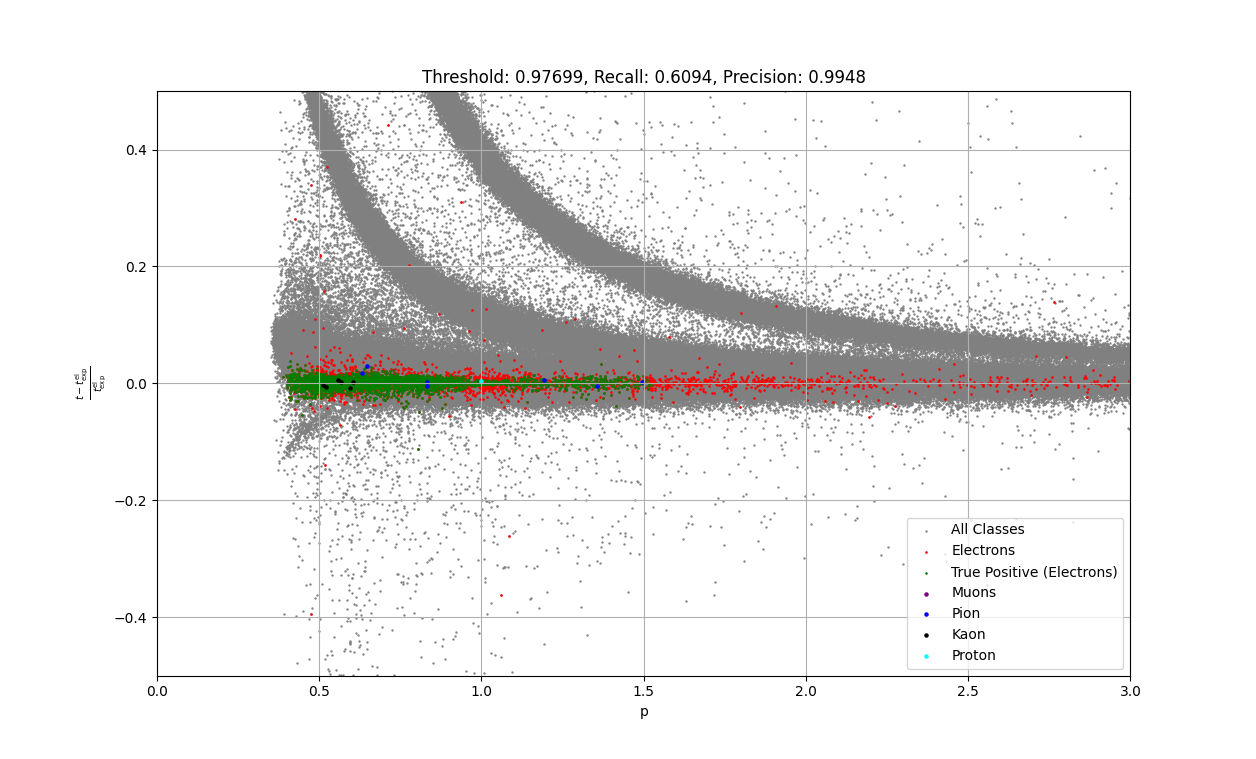 Threshold: 0.97699, Recall: 0.6094, Precision: 0.9948
0.4
0.2
0.0
−0.2
−0.4
t − t^el_exp
t^el_exp
0.0 0.5 1.0 1.5 2.0 2.5 3.0
p
All Classes
Electrons
True Positive (Electrons)
Muons
Pion
Kaon
Proton